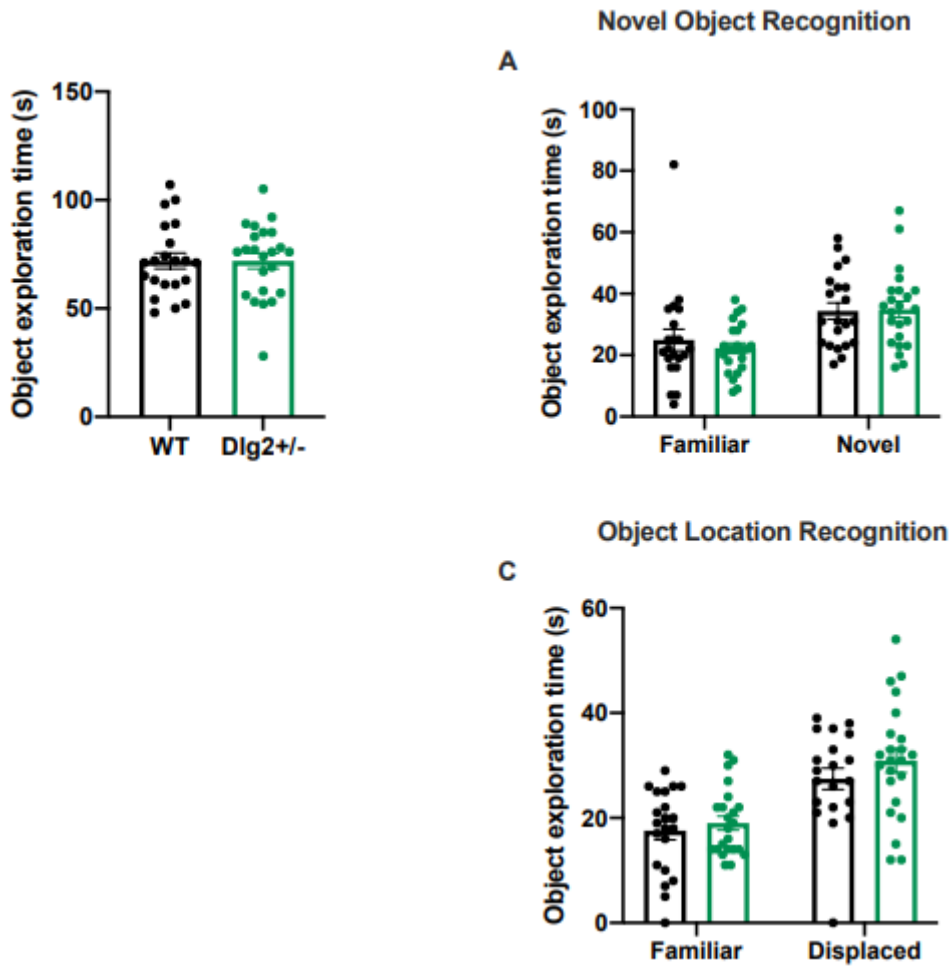 Object exploration time (s)
150
100
50
0
WT Dlg2+/-
Novel Object Recognition
A
Object exploration time (s)
100
80
60
40
20
0
Familiar Novel
Object Location Recognition
C
Object exploration time (s)
60
40
20
0
Familiar Displaced